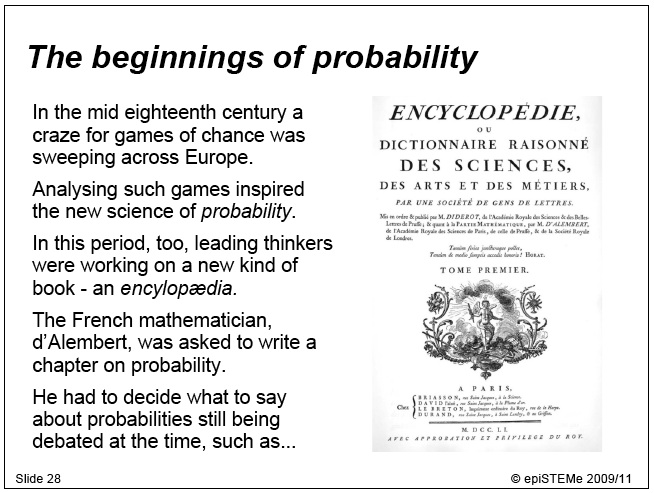 The beginnings of probability
In the mid eighteenth century a
craze for games of chance was
sweeping across Europe.
Analysing such games inspired
the new science of probability.
In this period, too, leading thinkers
were working on a new kind of
book - an encylopædia.
The French mathematician,
d'Alembert, was asked to write a
chapter on probability.
He had to decide what to say
about probabilities still being
debated at the time, such as...
ENCYCLOPÉDIE,
OU
DICTIONNAIRE RAISONNÉ
DES SCIENCES,
DES ARTS ET DES MÉTIERS,
PAR UNE SOCIÉTÉ DE GENS DE LETTRES.
Mis en ordre & publié par M. DIDEROT, de l'Académie Royale des Sciences & des Belles-
Lettres de Prusse; & quant à la PARTIE MATHÉMATIQUE, par M. D'ALEMBERT,
de l'Académie Royale des Sciences de Paris, de celle de Prusse, & de la Société Royale
de Londres.
Tantùm series juncturaque pollet,
Tantùm de medio sumptis accedit honoris! HORAT.
TOME PREMIER.
A PARIS,
Chez
BRIASSON, rue Saint Jacques, à la Science.
DAVID l'aîné, rue Saint Jacques, à la Plume d'or.
LE BRETON, Imprimeur ordinaire du Roy, rue de la Harpe.
DURAND, rue Saint Jacques, à Saint Landry, & au Griffon.
M. DCC. LI.
AVEC APPROBATION ET PRIVILEGE DU ROY.
Slide 28
© epiSTEMe 2009/11